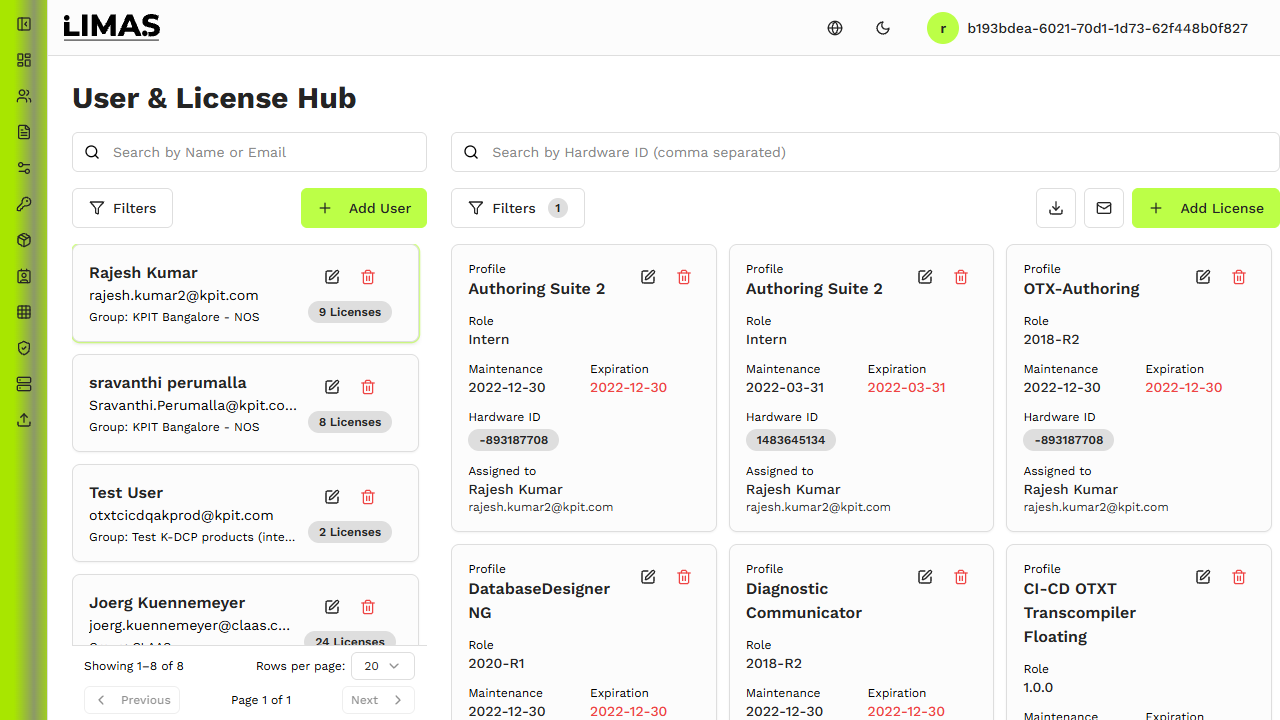 LIMAS
r
b193bdea-6021-70d1-1d73-62f448b0f827
User & License Hub
Search by Name or Email
Search by Hardware ID (comma separated)
Filters
Add User
Filters 1
Add License
Rajesh Kumar
rajesh.kumar2@kpit.com
Group: KPIT Bangalore - NOS
9 Licenses
sravanthi perumalla
Sravanthi.Perumalla@kpit.co...
Group: KPIT Bangalore - NOS
8 Licenses
Test User
otxtcicdqakprod@kpit.com
Group: Test K-DCP products (inte...
2 Licenses
Joerg Kuennemeyer
joerg.kuennemeyer@claas.c...
24 Licenses
Showing 1–8 of 8
Rows per page: 20
Previous
Page 1 of 1
Next
Profile
Authoring Suite 2
Role
Intern
Maintenance
2022-12-30
Expiration
2022-12-30
Hardware ID
-893187708
Assigned to
Rajesh Kumar
rajesh.kumar2@kpit.com
Profile
Authoring Suite 2
Role
Intern
Maintenance
2022-03-31
Expiration
2022-03-31
Hardware ID
1483645134
Assigned to
Rajesh Kumar
rajesh.kumar2@kpit.com
Profile
OTX-Authoring
Role
2018-R2
Maintenance
2022-12-30
Expiration
2022-12-30
Hardware ID
-893187708
Assigned to
Rajesh Kumar
rajesh.kumar2@kpit.com
Profile
DatabaseDesigner
NG
Role
2020-R1
Maintenance
2022-12-30
Expiration
2022-12-30
Profile
Diagnostic
Communicator
Role
2018-R2
Maintenance
2022-12-30
Expiration
2022-12-30
Profile
CI-CD OTXT
Transcompiler
Floating
Role
1.0.0
Maintenance
Expiration